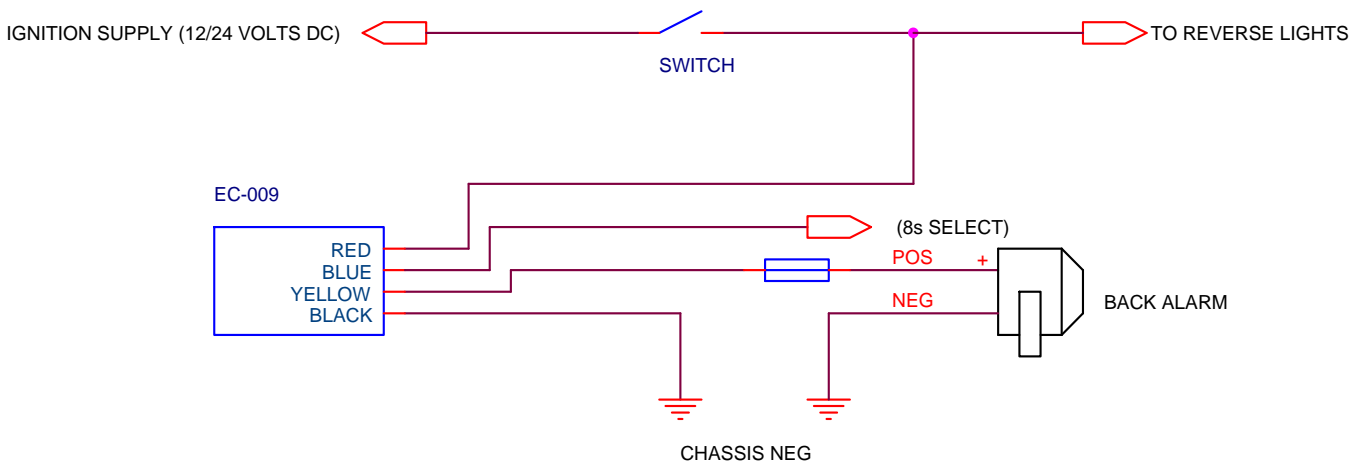 IGNITION SUPPLY (12/24 VOLTS DC)
TO REVERSE LIGHTS
SWITCH
EC-009
RED
BLUE
YELLOW
BLACK
(8s SELECT)
POS +
NEG
BACK ALARM
CHASSIS NEG